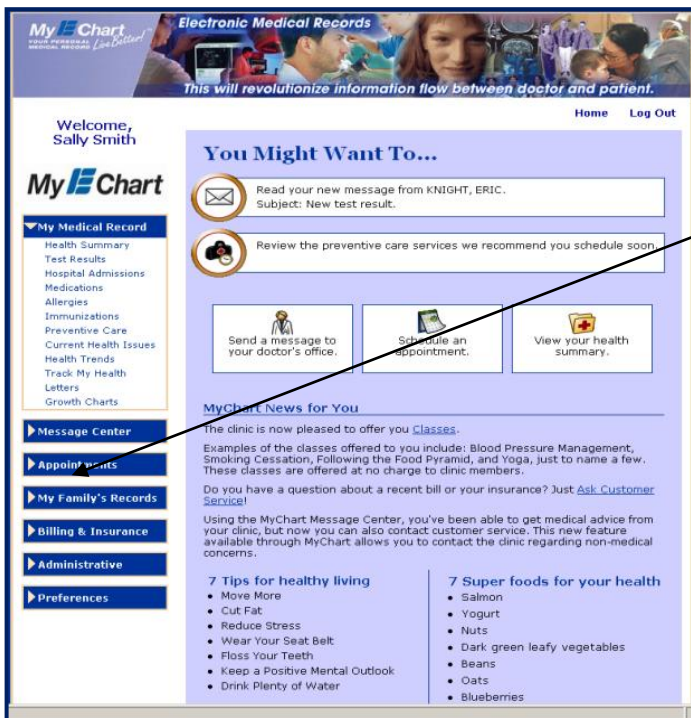 My Chart
YOUR PERSONAL
MEDICAL RECORD Live Better!
Electronic Medical Records
This will revolutionize information flow between doctor and patient.
Home Log Out
Welcome,
Sally Smith
My Chart
My Medical Record
Health Summary
Test Results
Hospital Admissions
Medications
Allergies
Immunizations
Preventive Care
Current Health Issues
Health Trends
Track My Health
Letters
Growth Charts
Message Center
Appointments
My Family's Records
Billing & Insurance
Administrative
Preferences
You Might Want To...
Read your new message from KNIGHT, ERIC.
Subject: New test result.
Review the preventive care services we recommend you schedule soon.
Send a message to
your doctor's office.
Schedule an
appointment.
View your health
summary.
MyChart News for You
The clinic is now pleased to offer you Classes.
Examples of the classes offered to you include: Blood Pressure Management,
Smoking Cessation, Following the Food Pyramid, and Yoga, just to name a few.
These classes are offered at no charge to clinic members.
Do you have a question about a recent bill or your insurance? Just Ask Customer
Service!
Using the MyChart Message Center, you've been able to get medical advice from
your clinic, but now you can also contact customer service. This new feature
available through MyChart allows you to contact the clinic regarding non-medical
concerns.
7 Tips for healthy living
• Move More
• Cut Fat
• Reduce Stress
• Wear Your Seat Belt
• Floss Your Teeth
• Keep a Positive Mental Outlook
• Drink Plenty of Water
7 Super foods for your health
• Salmon
• Yogurt
• Nuts
• Dark green leafy vegetables
• Beans
• Oats
• Blueberries